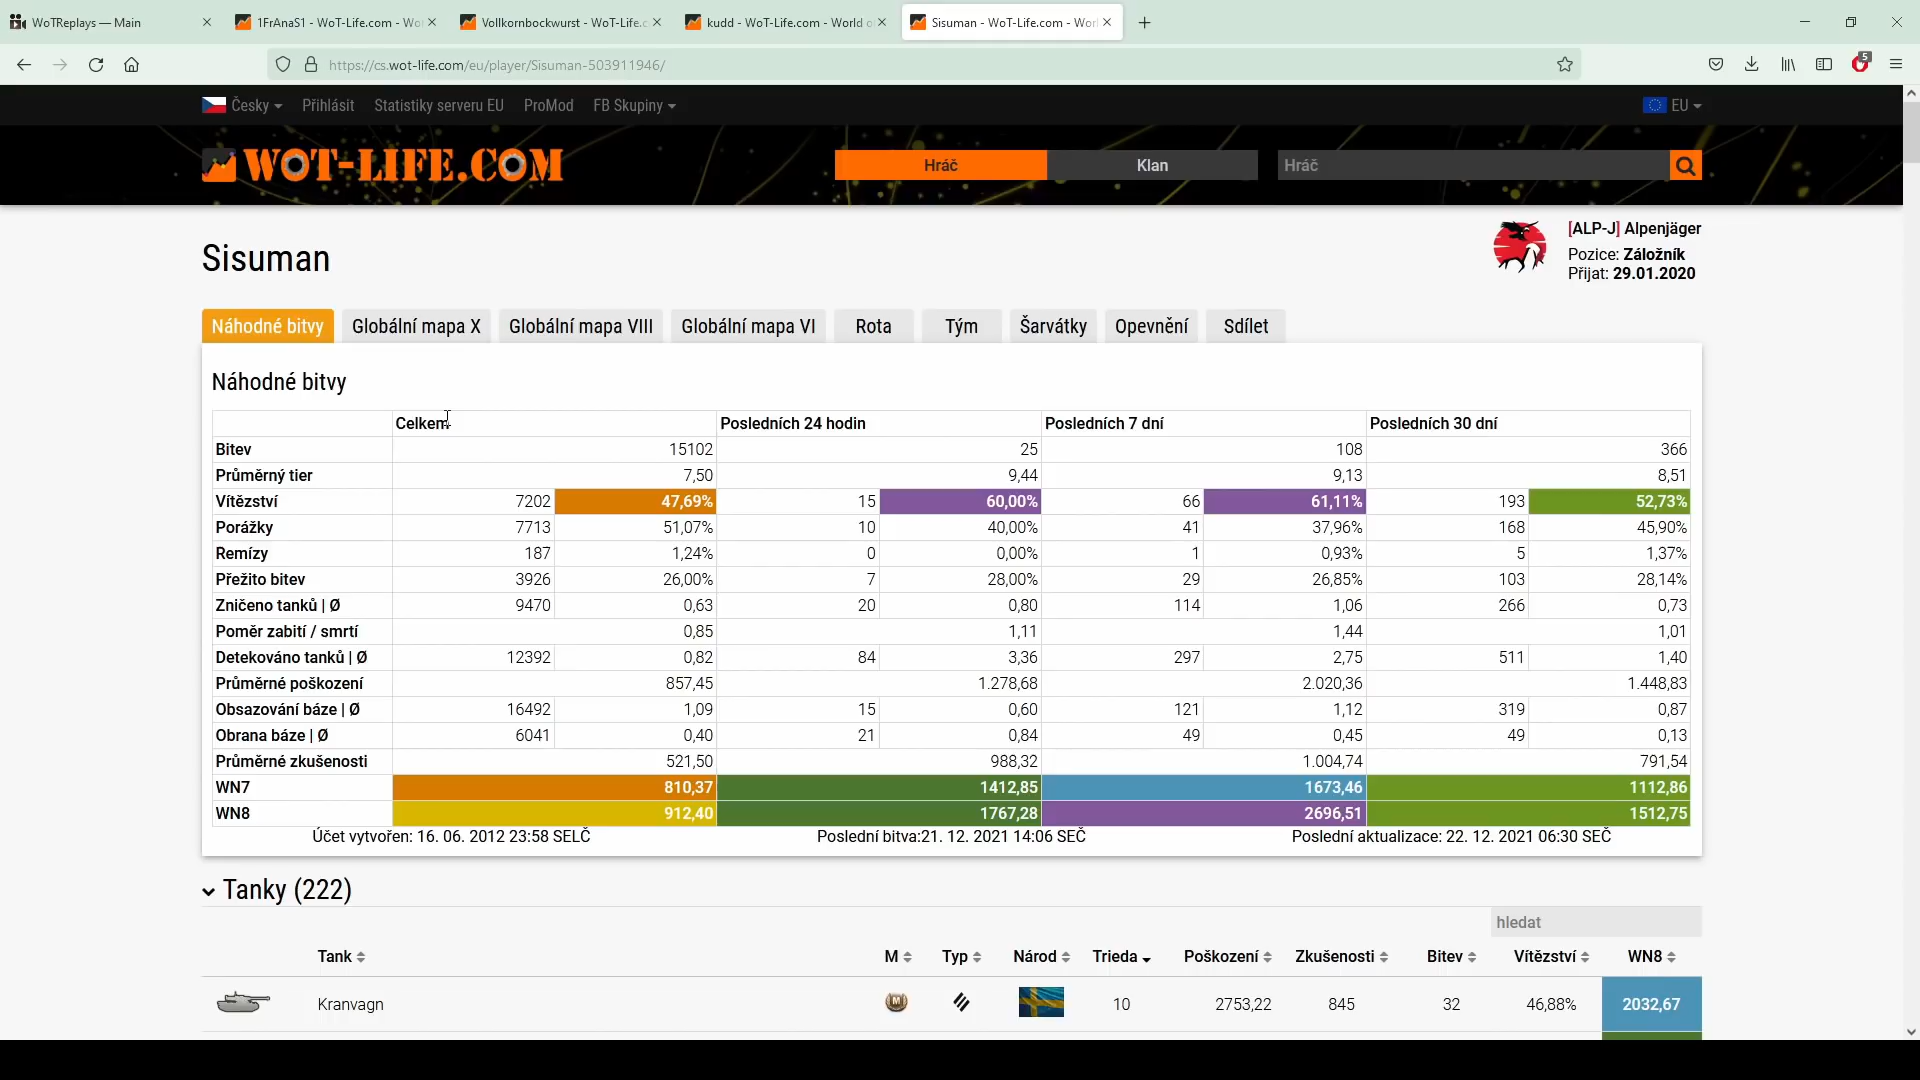 WoTReplays — Main
1FrAnaS1 - WoT-Life.com - Wo
Vollkornbockwurst - WoT-Life.c
kudd - WoT-Life.com - World o
Sisuman - WoT-Life.com - Worl
https://cs.wot-life.com/eu/player/Sisuman-503911946/
5
Česky Přihlásít Statistiky serveru EU ProMod FB Skupiny EU
WOT-LIFE.COM
Hráč Klan Hráč
[ALP-J] Alpenjäger
Pozice: Záložník
Přijat: 29.01.2020
Sisuman
Náhodné bitvy Globální mapa X Globální mapa VIII Globální mapa VI Rota Tým Šarvátky Opevnění Sdílet
Náhodné bitvy
Celkem Posledních 24 hodin Posledních 7 dní Posledních 30 dní
Bitev 15102 25 108 366
Průměrný tier 7,50 9,44 9,13 8,51
Vítězství 7202 47,69% 15 60,00% 66 61,11% 193 52,73%
Porážky 7713 51,07% 10 40,00% 41 37,96% 168 45,90%
Remízy 187 1,24% 0 0,00% 1 0,93% 5 1,37%
Přežito bitev 3926 26,00% 7 28,00% 29 26,85% 103 28,14%
Zničeno tanků | Ø 9470 0,63 20 0,80 114 1,06 266 0,73
Poměr zabití / smrtí 0,85 1,11 1,44 1,01
Detekováno tanků | Ø 12392 0,82 84 3,36 297 2,75 511 1,40
Průměrné poškození 857,45 1.278,68 2.020,36 1.448,83
Obsazování báze | Ø 16492 1,09 15 0,60 121 1,12 319 0,87
Obrana báze | Ø 6041 0,40 21 0,84 49 0,45 49 0,13
Průměrné zkušenosti 521,50 988,32 1.004,74 791,54
WN7 810,37 1412,85 1673,46 1112,86
WN8 912,40 1767,28 2696,51 1512,75
Účet vytvořen: 16. 06. 2012 23:58 SELČ Poslední bitva:21. 12. 2021 14:06 SEČ Poslední aktualizace: 22. 12. 2021 06:30 SEČ
Tanky (222)
hledat
Tank M Typ Národ Trieda Poškození Zkušenosti Bitev Vítězství WN8
Kranvagn M 10 2753,22 845 32 46,88% 2032,67